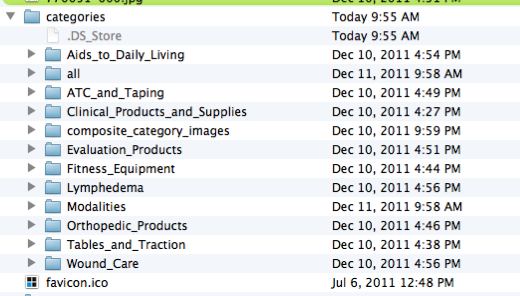 categories Today 9:55 AM
.DS_Store Today 9:55 AM
Aids_to_Daily_Living Dec 10, 2011 4:54 PM
all Dec 11, 2011 9:58 AM
ATC_and_Taping Dec 10, 2011 4:49 PM
Clinical_Products_and_Supplies Dec 10, 2011 4:27 PM
composite_category_images Dec 10, 2011 9:59 PM
Evaluation_Products Dec 10, 2011 4:51 PM
Fitness_Equipment Dec 10, 2011 4:44 PM
Lymphedema Dec 10, 2011 4:56 PM
Modalities Dec 11, 2011 9:58 AM
Orthopedic_Products Dec 10, 2011 4:46 PM
Tables_and_Traction Dec 10, 2011 4:38 PM
Wound_Care Dec 10, 2011 4:56 PM
favicon.ico Jul 6, 2011 12:48 PM